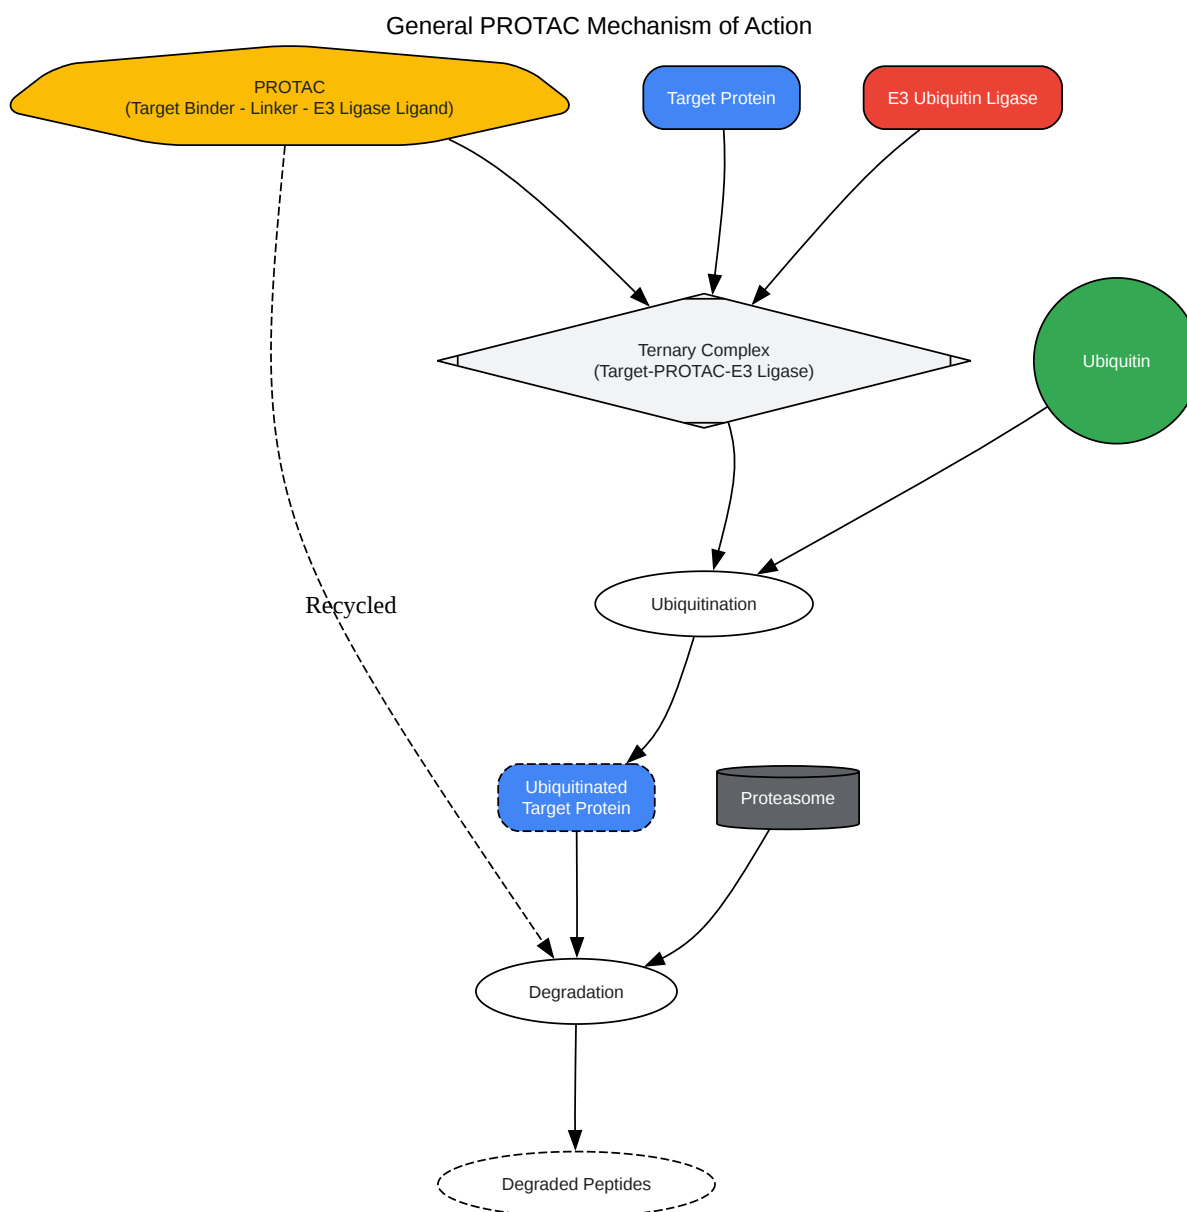 General PROTAC Mechanism of Action
PROTAC
(Target Binder - Linker - E3 Ligase Ligand)
Target Protein
E3 Ubiquitin Ligase
Ternary Complex
(Target-PROTAC-E3 Ligase)
Ubiquitin
Recycled
Ubiquitination
Ubiquitinated
Target Protein
Proteasome
Degradation
Degraded Peptides